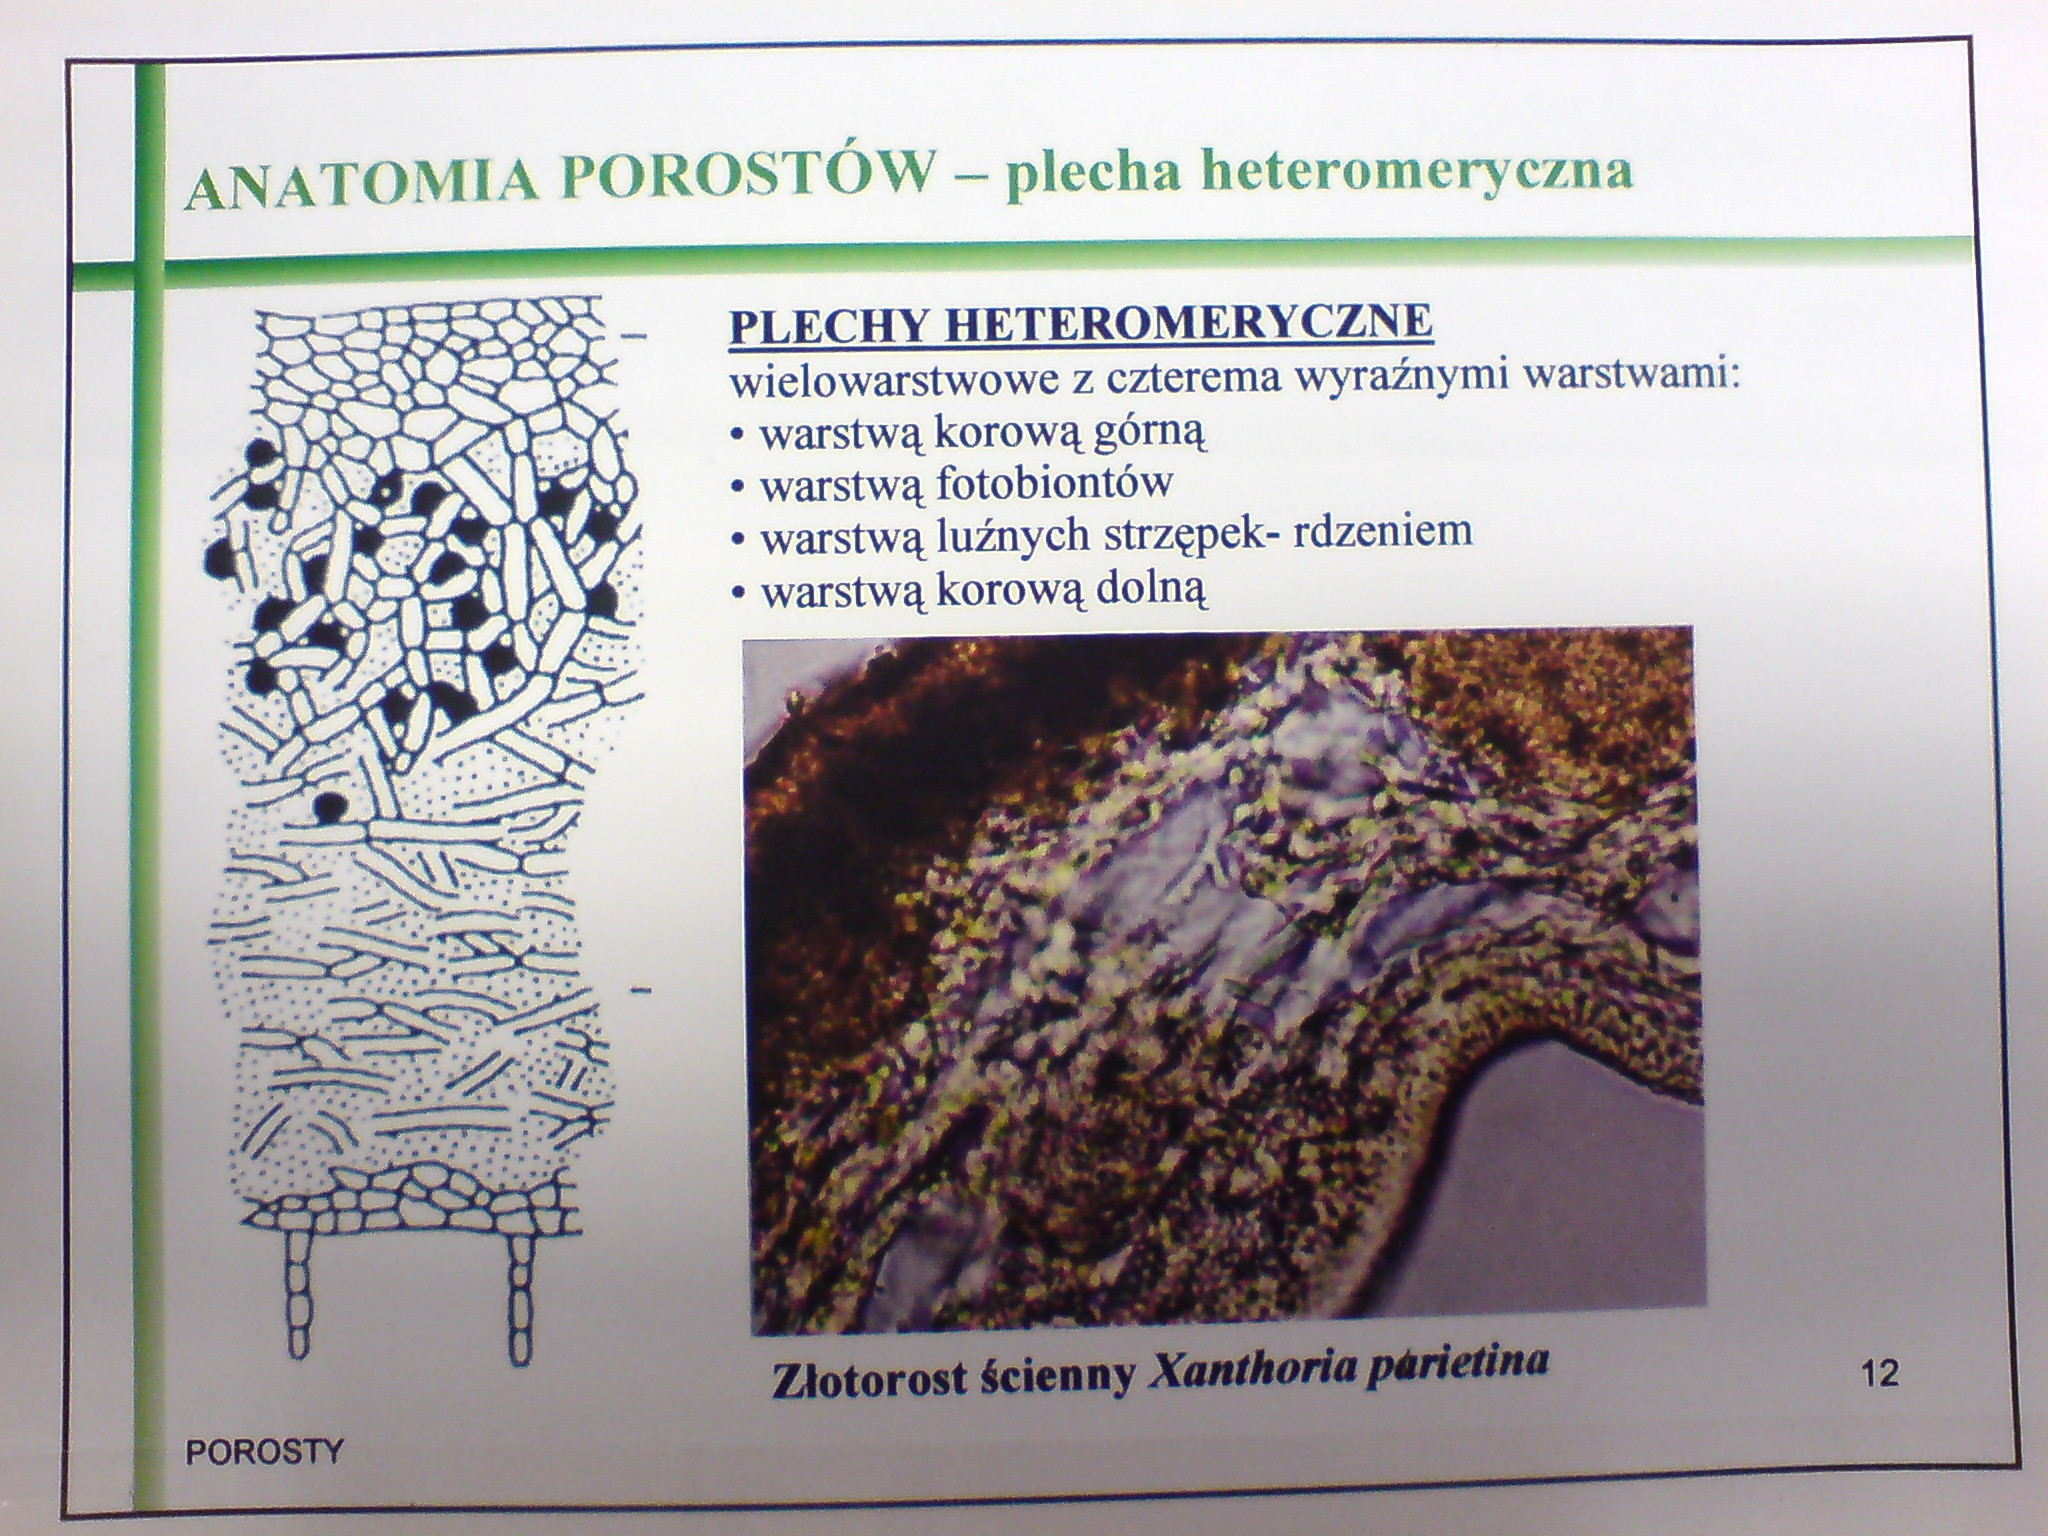 ANATOMIA POROSTÓW – plecha heteromeryczna
PLECHY HETEROMERYCZNE
wielowarstwowe z czterema wyraźnymi warstwami:
• warstwą korową górną
• warstwą fotobiontów
• warstwą luźnych strzępek- rdzeniem
• warstwą korową dolną
Złotorost ścienny Xanthoria parietina
12
POROSTY